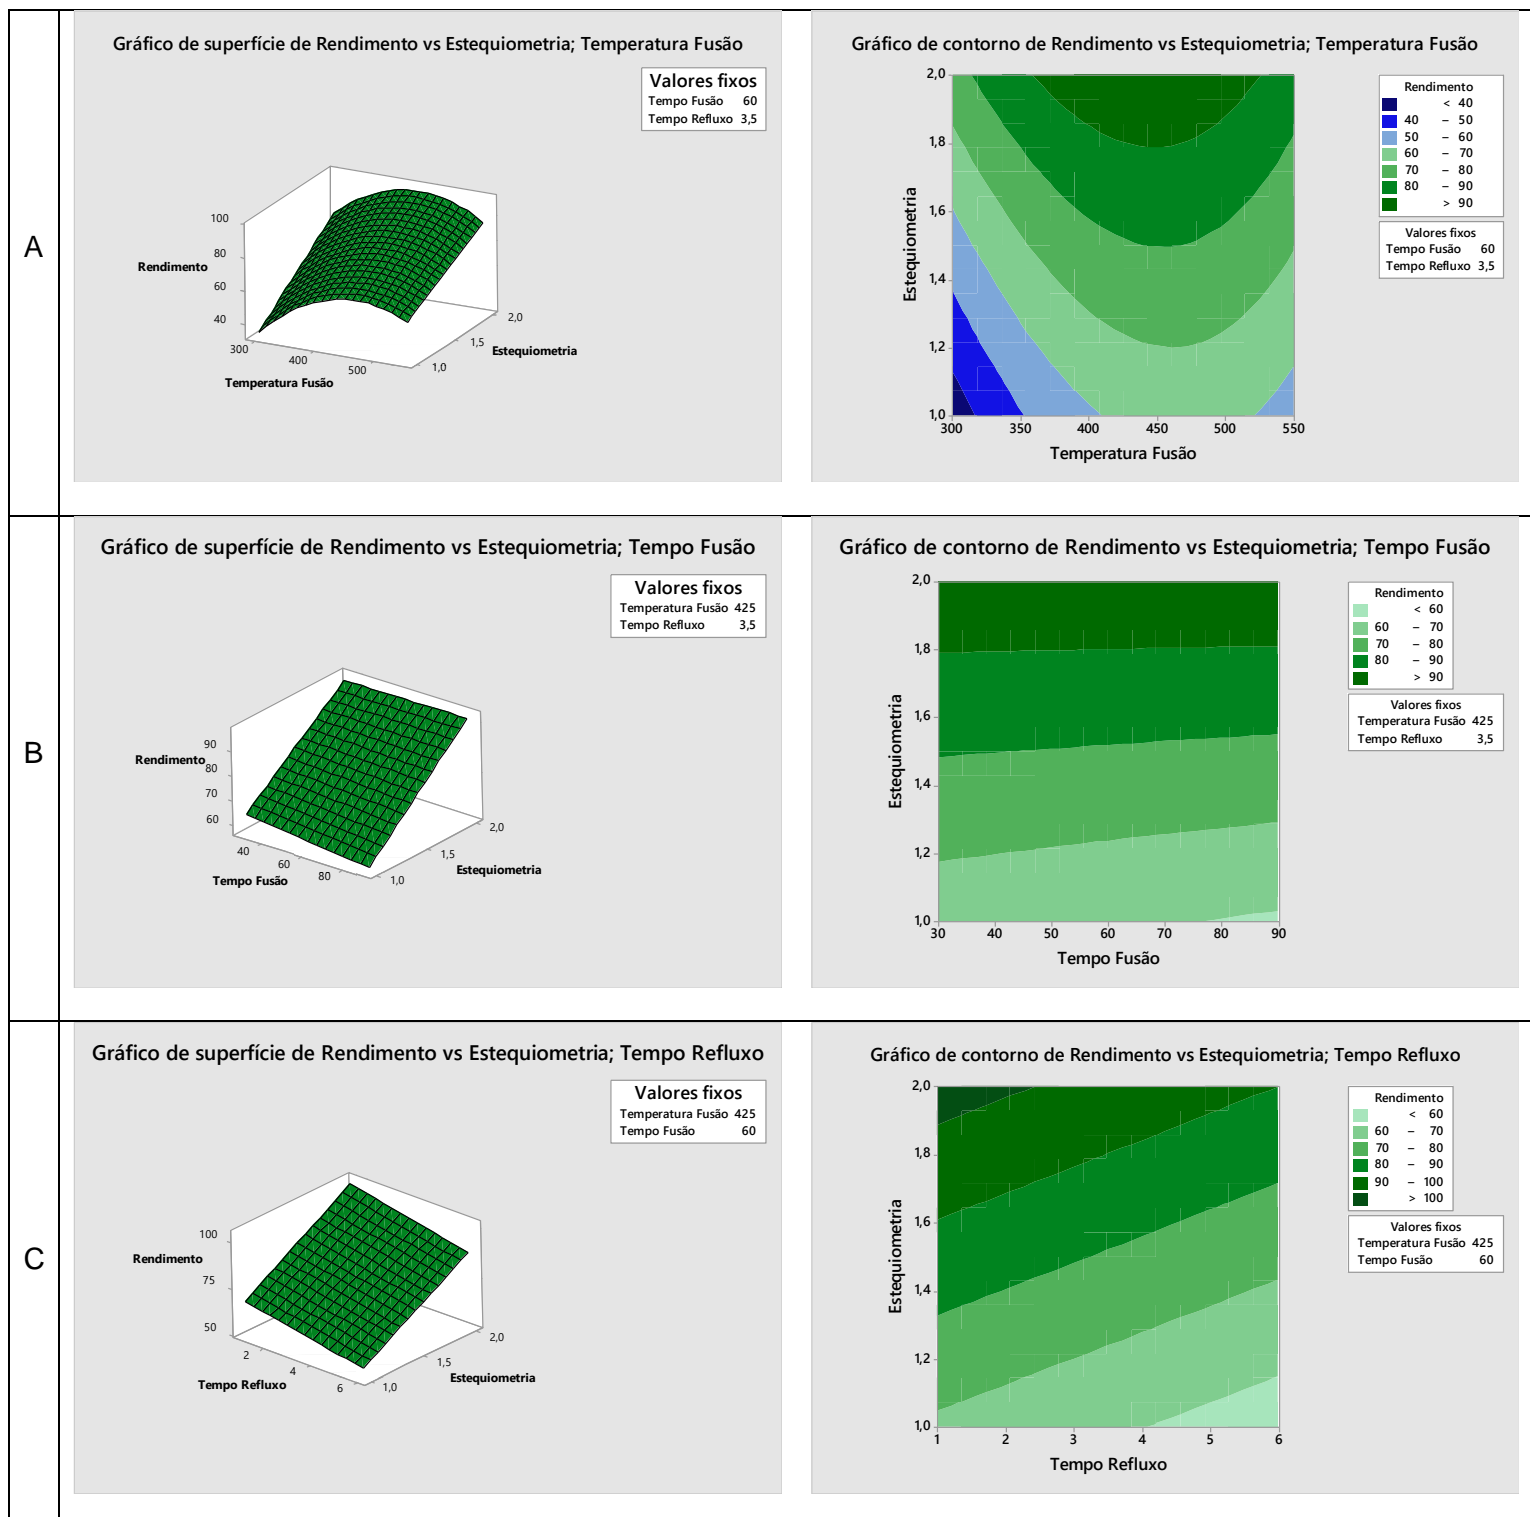 A
Gráfico de superfície de Rendimento vs Estequiometria; Temperatura Fusão
Valores fixos
Tempo Fusão 60
Tempo Refluxo 3,5
100
80
60
40
Rendimento
300
400
500
Temperatura Fusão
1,0
1,5
2,0
Estequiometria
Gráfico de contorno de Rendimento vs Estequiometria; Temperatura Fusão
2,0
1,8
1,6
1,4
1,2
1,0
Estequiometria
300 350 400 450 500 550
Temperatura Fusão
Rendimento
< 40
40 – 50
50 – 60
60 – 70
70 – 80
80 – 90
> 90
Valores fixos
Tempo Fusão 60
Tempo Refluxo 3,5
B
Gráfico de superfície de Rendimento vs Estequiometria; Tempo Fusão
Valores fixos
Temperatura Fusão 425
Tempo Refluxo 3,5
90
80
70
60
Rendimento
40
60
80
Tempo Fusão
1,0
1,5
2,0
Estequiometria
Gráfico de contorno de Rendimento vs Estequiometria; Tempo Fusão
2,0
1,8
1,6
1,4
1,2
1,0
Estequiometria
30 40 50 60 70 80 90
Tempo Fusão
Rendimento
< 60
60 – 70
70 – 80
80 – 90
> 90
Valores fixos
Temperatura Fusão 425
Tempo Refluxo 3,5
C
Gráfico de superfície de Rendimento vs Estequiometria; Tempo Refluxo
Valores fixos
Temperatura Fusão 425
Tempo Fusão 60
100
75
50
Rendimento
2
4
6
Tempo Refluxo
1,0
1,5
2,0
Estequiometria
Gráfico de contorno de Rendimento vs Estequiometria; Tempo Refluxo
2,0
1,8
1,6
1,4
1,2
1,0
Estequiometria
1 2 3 4 5 6
Tempo Refluxo
Rendimento
< 60
60 – 70
70 – 80
80 – 90
90 – 100
> 100
Valores fixos
Temperatura Fusão 425
Tempo Fusão 60